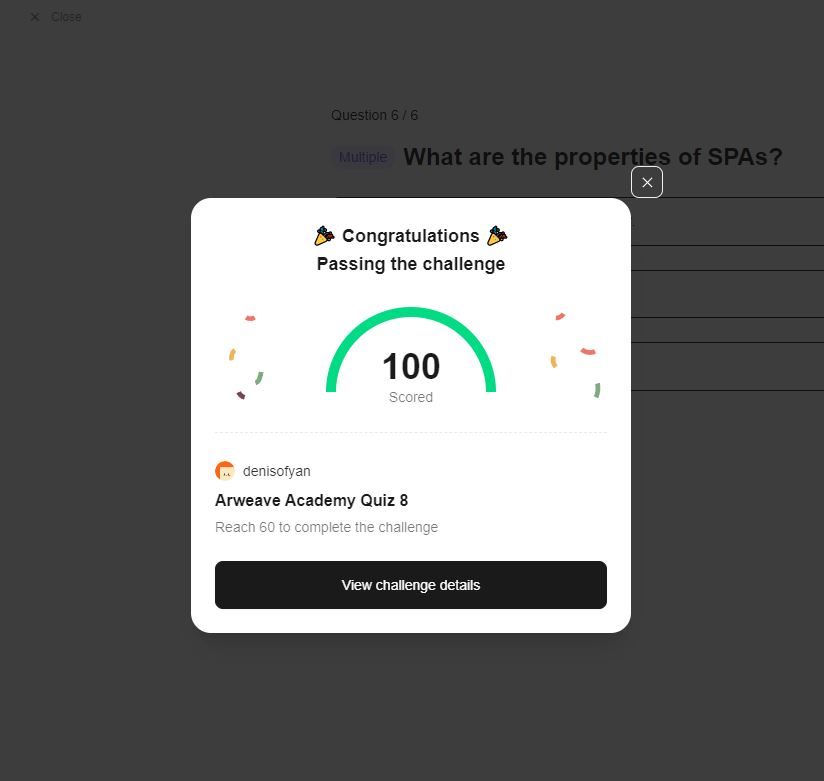 Close
Question 6 / 6
Multiple What are the properties of SPAs?
Congratulations
Passing the challenge
100
Scored
denisofyan
Arweave Academy Quiz 8
Reach 60 to complete the challenge
View challenge details